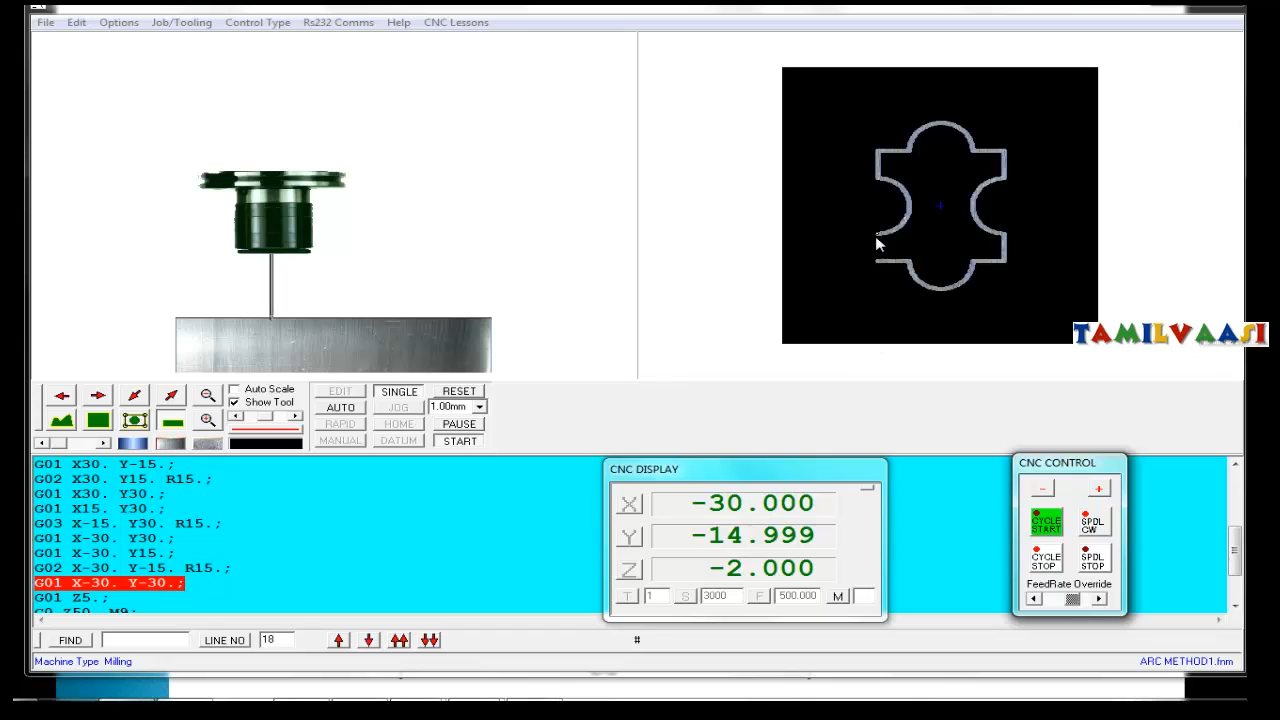 File Edit Options Job/Tooling Control Type Rs232 Comms Help CNC Lessons
TAMILVAASI
Auto Scale
Show Tool
EDIT SINGLE RESET
AUTO JOG 1.00mm
RAPID HOME PAUSE
MANUAL DATUM START
G01 X30. Y-15.;
G02 X30. Y15. R15.;
G01 X30. Y30.;
G01 X15. Y30.;
G03 X-15. Y30 R15.;
G01 X-30. Y30.;
G01 X-30. Y15.;
G02 X-30. Y-15. R15.;
G01 X-30. Y-30.;
G01 Z5.;
G0 Z50. M9;
CNC DISPLAY
X -30.000
Y -14.999
Z -2.000
T 1 S 3000 F 500.000 M
CNC CONTROL
- +
CYCLE START
SPDL CW
CYCLE STOP
SPDL STOP
FeedRate Override
FIND LINE NO 18 #
Machine Type Milling
ARC METHOD1.fnm